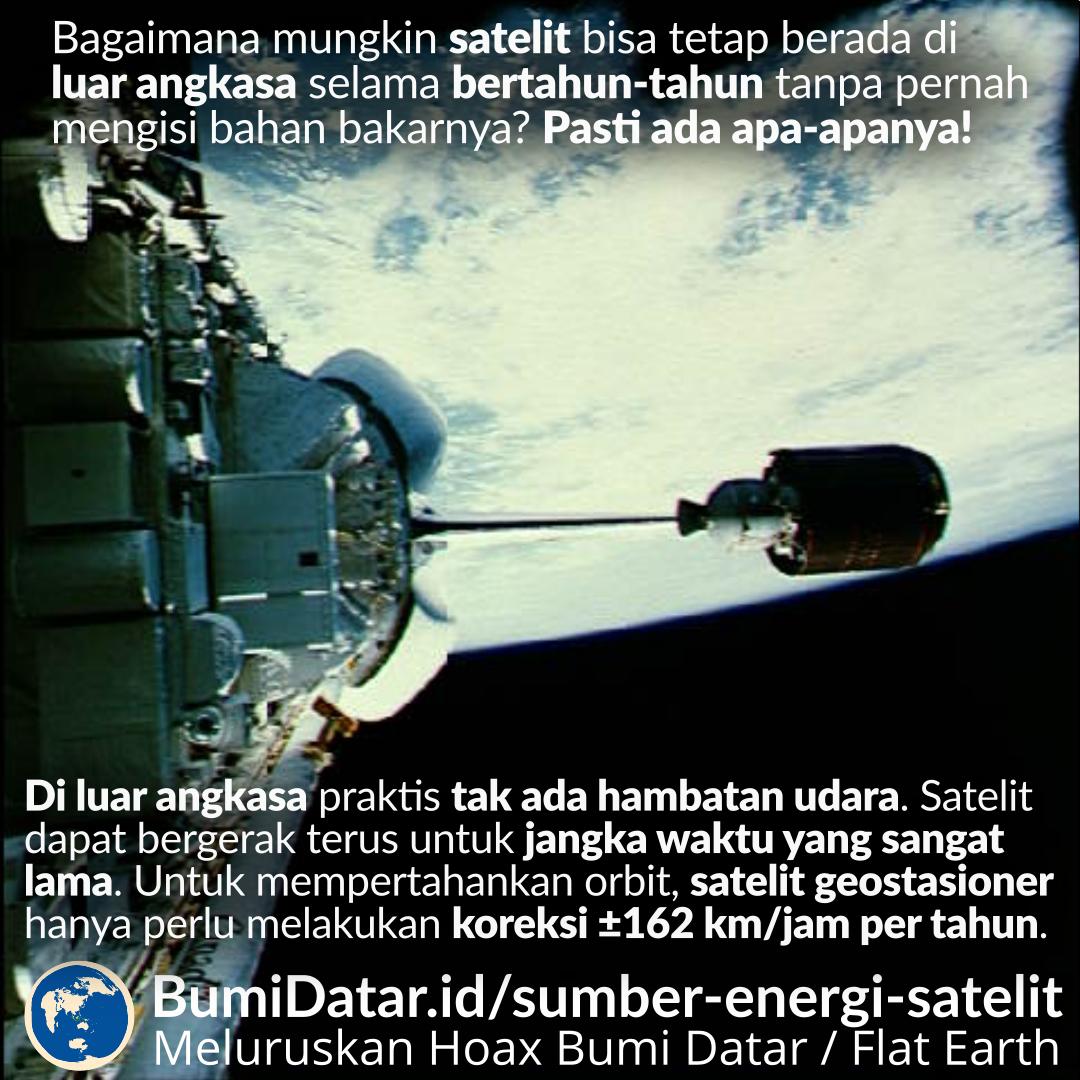 Bagaimana mungkin satelit bisa tetap berada di
luar angkasa selama bertahun-tahun tanpa pernah
mengisi bahan bakarnya? Pasti ada apa-apanya!
Di luar angkasa praktis tak ada hambatan udara. Satelit
dapat bergerak terus untuk jangka waktu yang sangat
lama. Untuk mempertahankan orbit, satelit geostasioner
hanya perlu melakukan koreksi ±162 km/jam per tahun.
BumiDatar.id/sumber-energi-satelit
Meluruskan Hoax Bumi Datar / Flat Earth